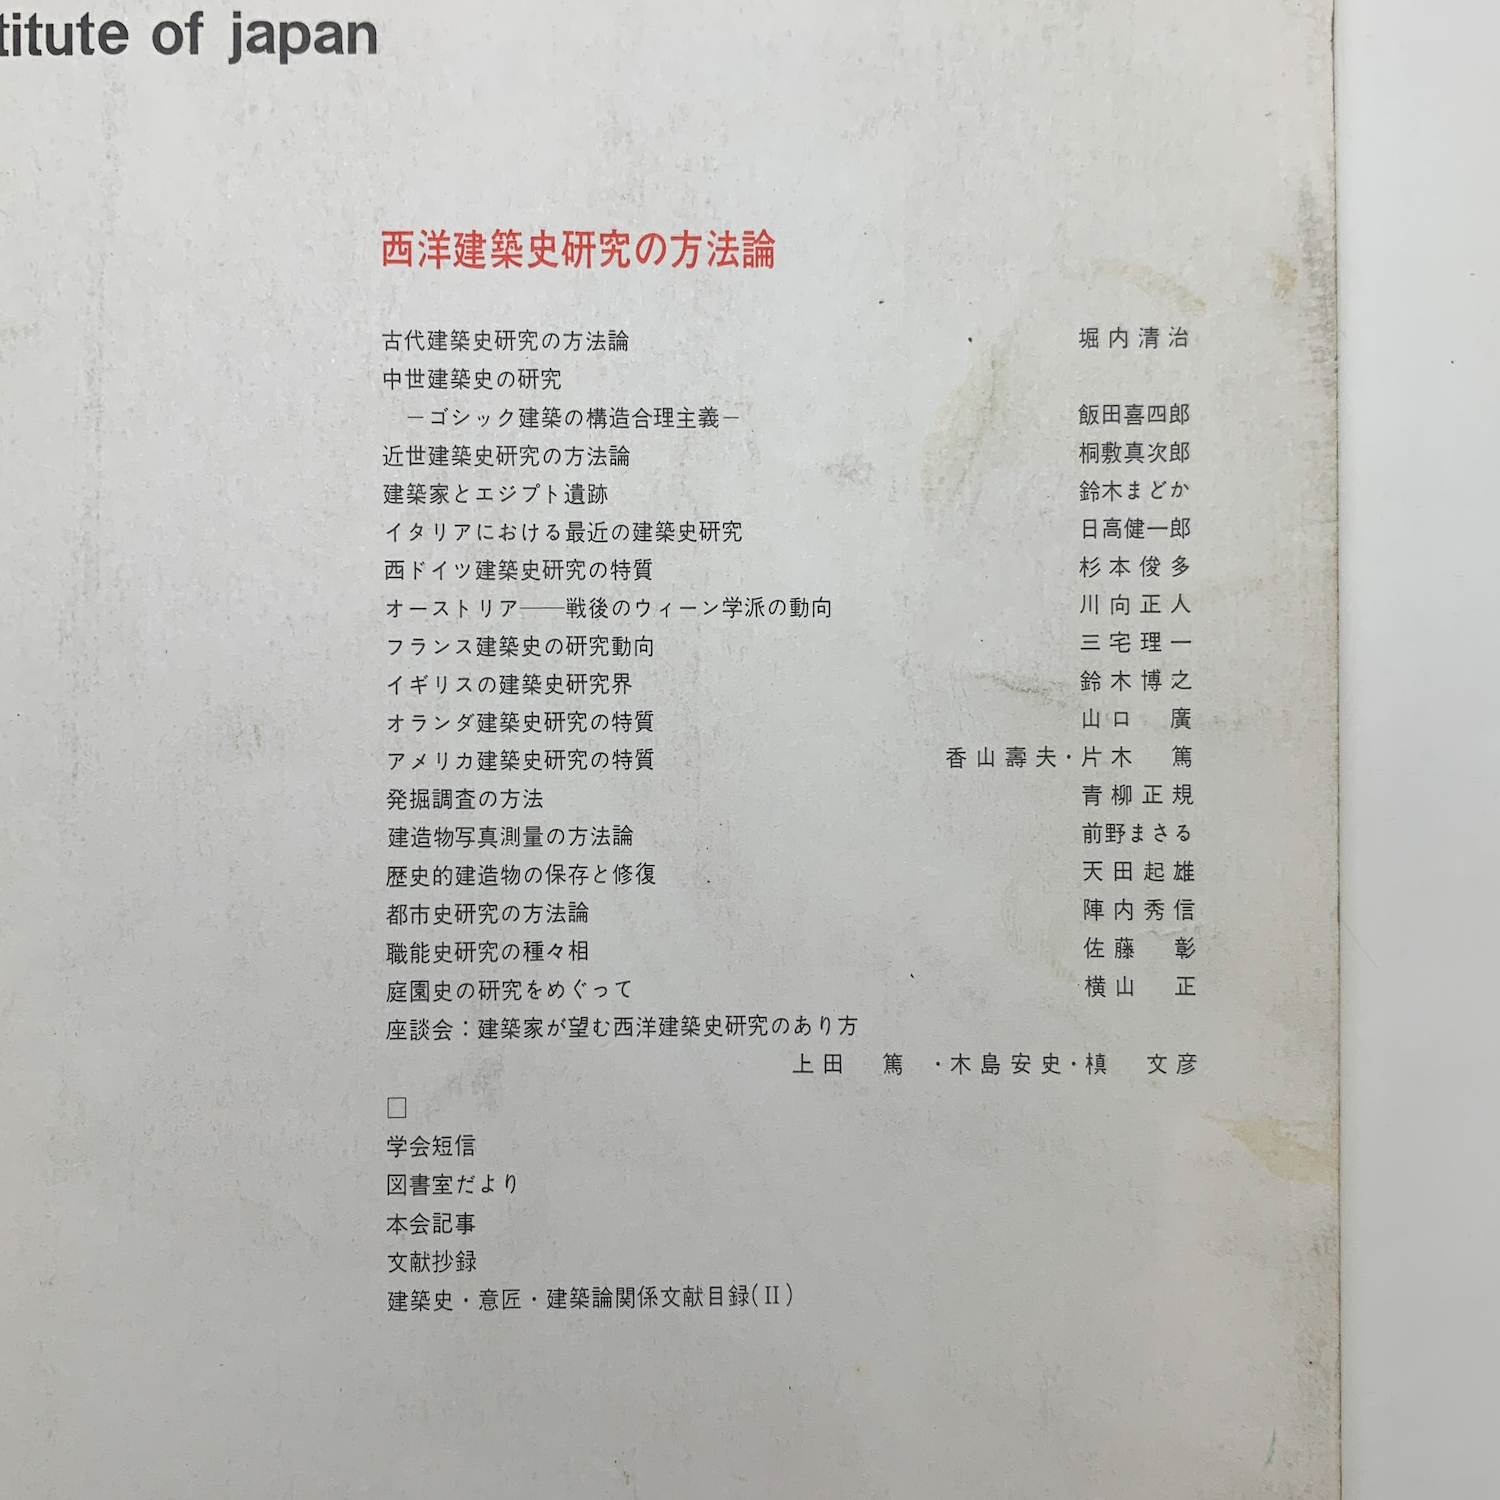 titute of japan
西洋建築史研究の方法論
古代建築史研究の方法論 堀内清治
中世建築史の研究
—ゴシック建築の構造合理主義— 飯田喜四郎
近世建築史研究の方法論 桐敷真次郎
建築家とエジプト遺跡 鈴木まどか
イタリアにおける最近の建築史研究 日高健一郎
西ドイツ建築史研究の特質 杉本俊多
オーストリア——戦後のウィーン学派の動向 川向正人
フランス建築史の研究動向 三宅理一
イギリスの建築史研究界 鈴木博之
オランダ建築史研究の特質 山口 廣
アメリカ建築史研究の特質 香山壽夫・片木 篤
発掘調査の方法 青柳正規
建造物写真測量の方法論 前野まさる
歴史的建造物の保存と修復 天田起雄
都市史研究の方法論 陣内秀信
職能史研究の種々相 佐藤 彰
庭園史の研究をめぐって 横山 正
座談会：建築家が望む西洋建築史研究のあり方
上田 篤 ・木島安史・槙 文彦
□
学会短信
図書室だより
本会記事
文献抄録
建築史・意匠・建築論関係文献目録(Ⅱ)